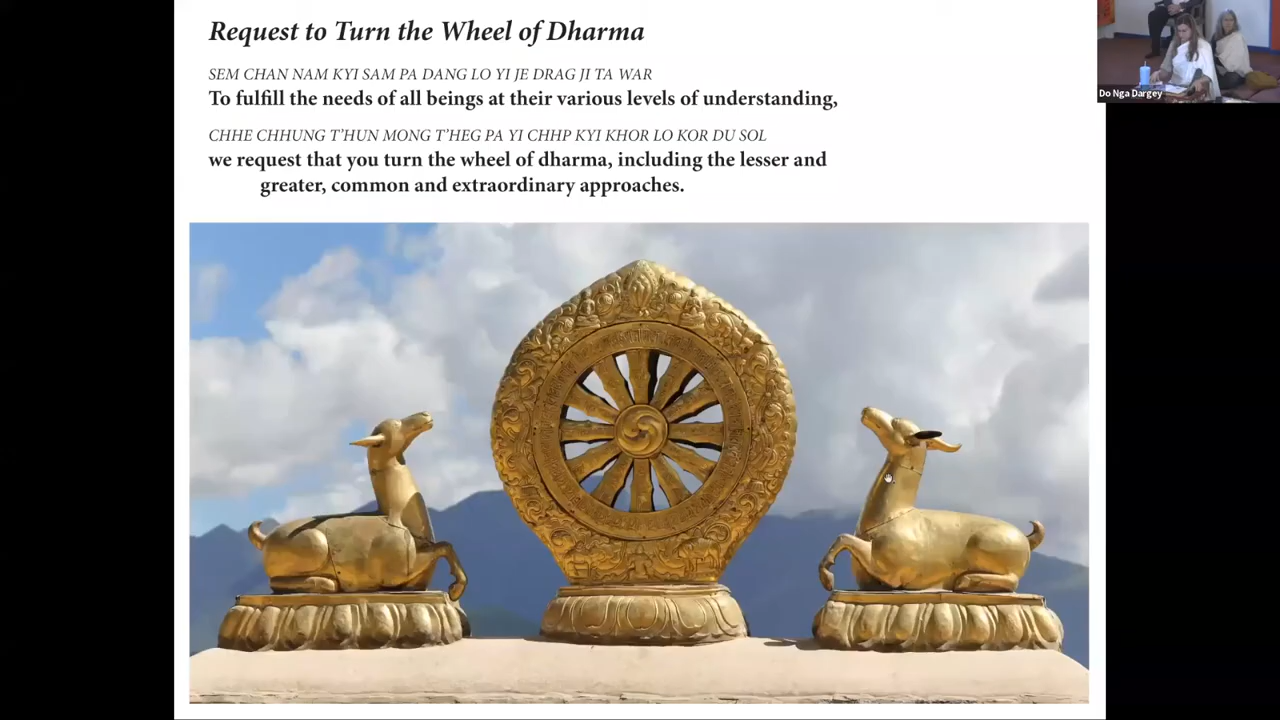 Request to Turn the Wheel of Dharma
SEM CHAN NAM KYI SAM PA DANG LO YI JE DRAG JI TA WAR
To fulfill the needs of all beings at their various levels of understanding,
CHHE CHHUNG T'HUN MONG T'HEG PA YI CHHP KYI KHOR LO KOR DU SOL
we request that you turn the wheel of dharma, including the lesser and
greater, common and extraordinary approaches.
Do Nga Dargey